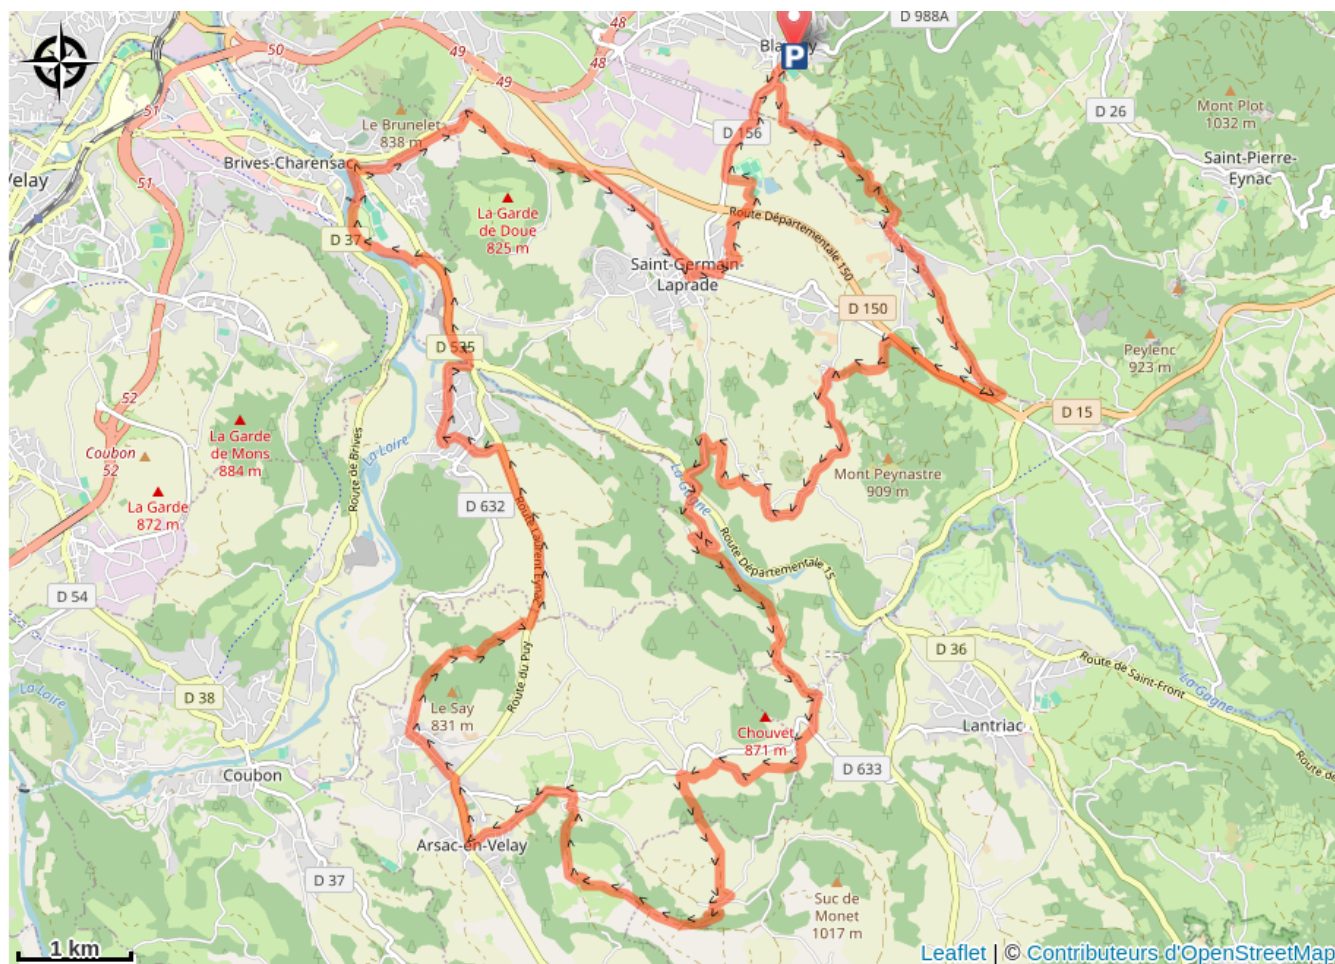 48
D 988A
Bla
P
50
49
48
49
51
Le Brunelet
838 m
D 156
D 26
Mont Plot
1032 m
Brives-Charensac
Saint-Pierre-
Eynac
Velay
51
La Garde
de Doue
825 m
Route Départementale 150
D 37
Saint-Germain-
Laprade
D 150
D 535
Peylenc
923 m
52
D 15
La Garde
de Mons
884 m
Coubon
52
La Loire
Route de Brives
Mont Peynastre
909 m
La Gagne
La Garde
872 m
D 632
Route Laurent Eynac
Route Départementale 15
D 54
D 36
Route de Saint-Front
La Gagne
La Loire
D 38
Route du Puy
Le Say
831 m
Chouvet
871 m
Lantriac
Route de
Coubon
D 633
Arsac-en-Velay
D 37
Suc de
Monet
1017 m
1 km
Leaflet | © Contributeurs d'OpenStreetMap